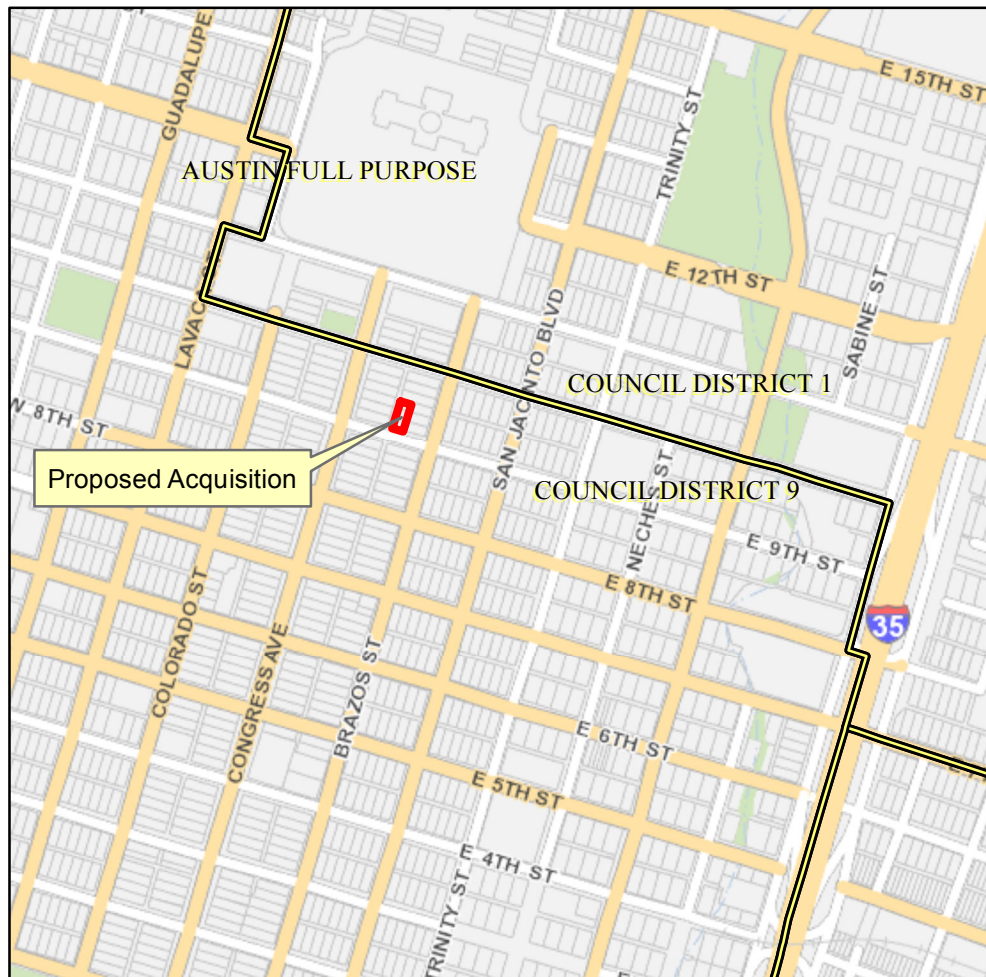 GUADALUPE
E 15TH ST
TRINITY ST
AUSTIN FULL PURPOSE
E 12TH ST
SABINE ST
SAN JACINTO BLVD
COUNCIL DISTRICT 1
W 8TH ST
Proposed Acquisition
COUNCIL DISTRICT 9
NECHES ST
E 9TH ST
E 8TH ST
35
COLORADO ST
CONGRESS AVE
BRAZOS ST
E 6TH ST
E 5TH ST
E 4TH ST
TRINITY ST